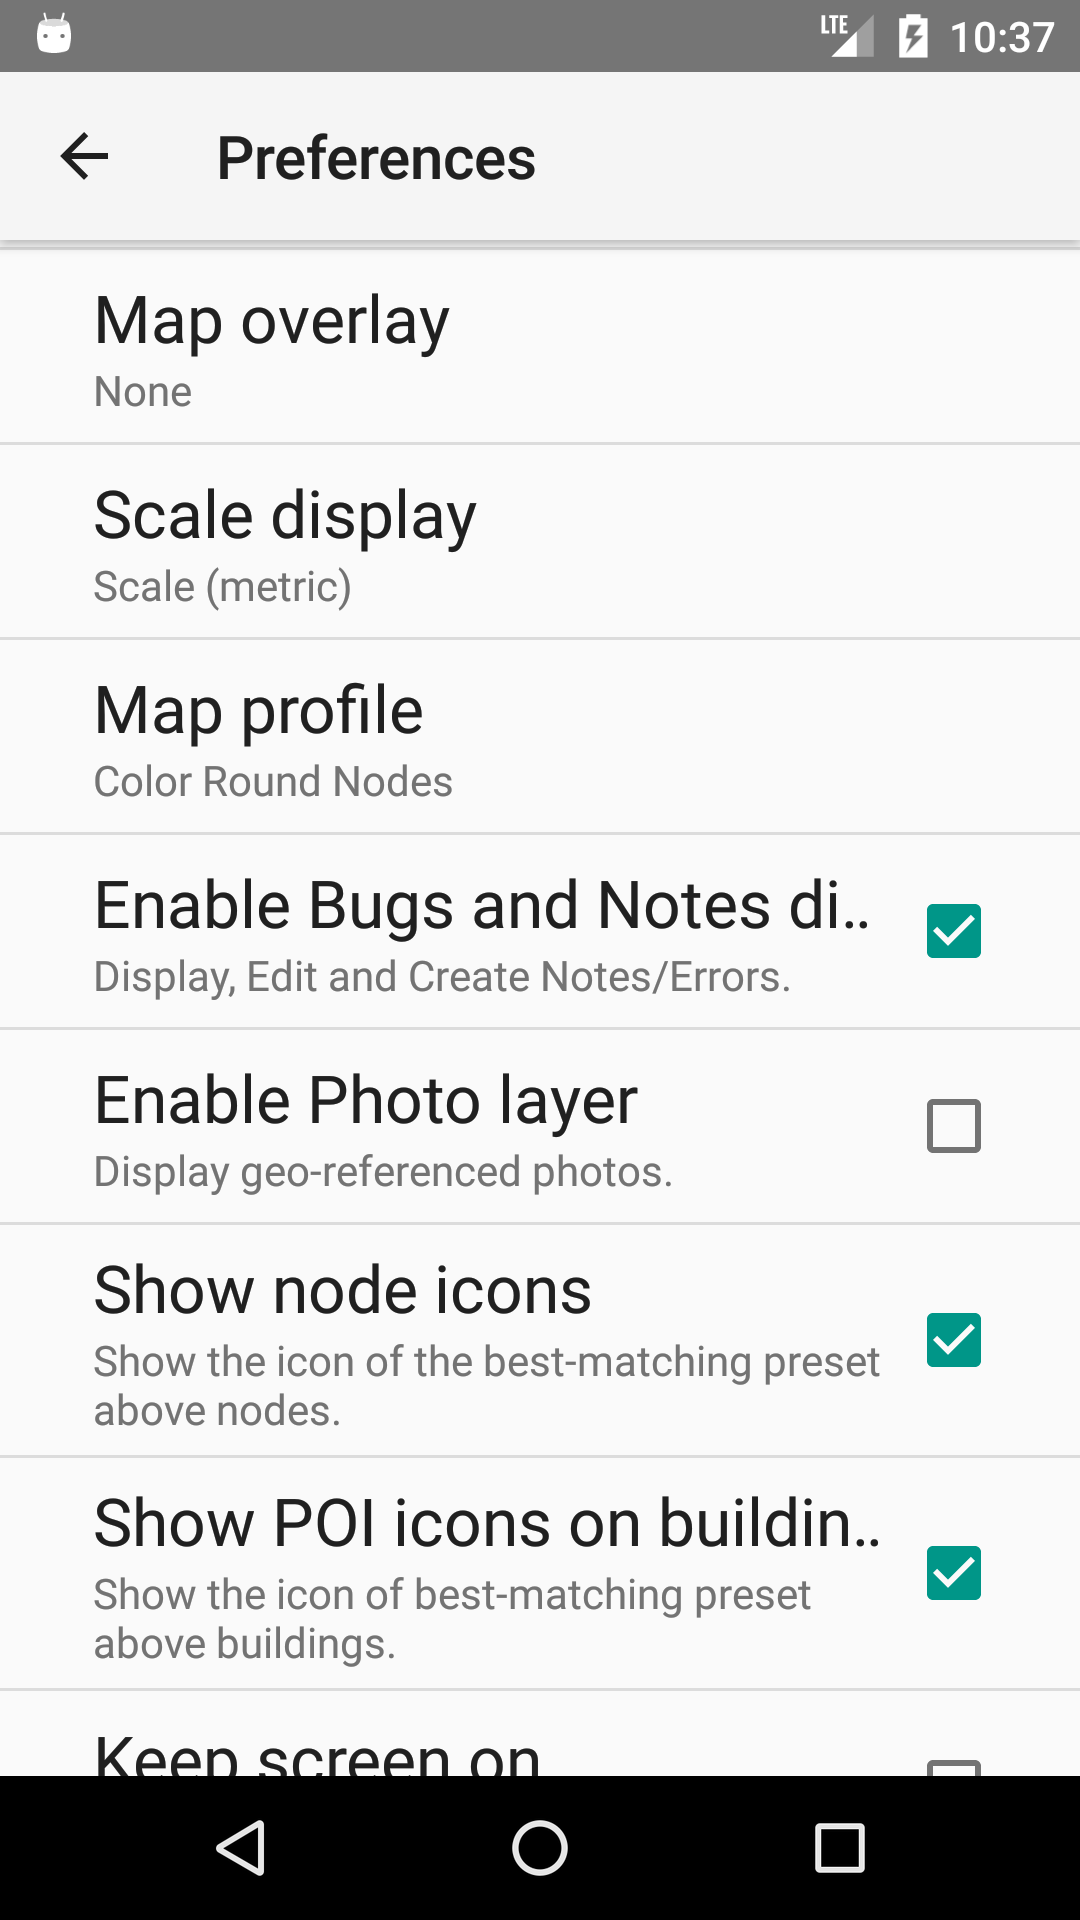 LTE 10:37
Preferences
Map overlay
None
Scale display
Scale (metric)
Map profile
Color Round Nodes
Enable Bugs and Notes di..
Display, Edit and Create Notes/Errors.
Enable Photo layer
Display geo-referenced photos.
Show node icons
Show the icon of the best-matching preset
above nodes.
Show POI icons on buildin..
Show the icon of best-matching preset
above buildings.
Keep screen on